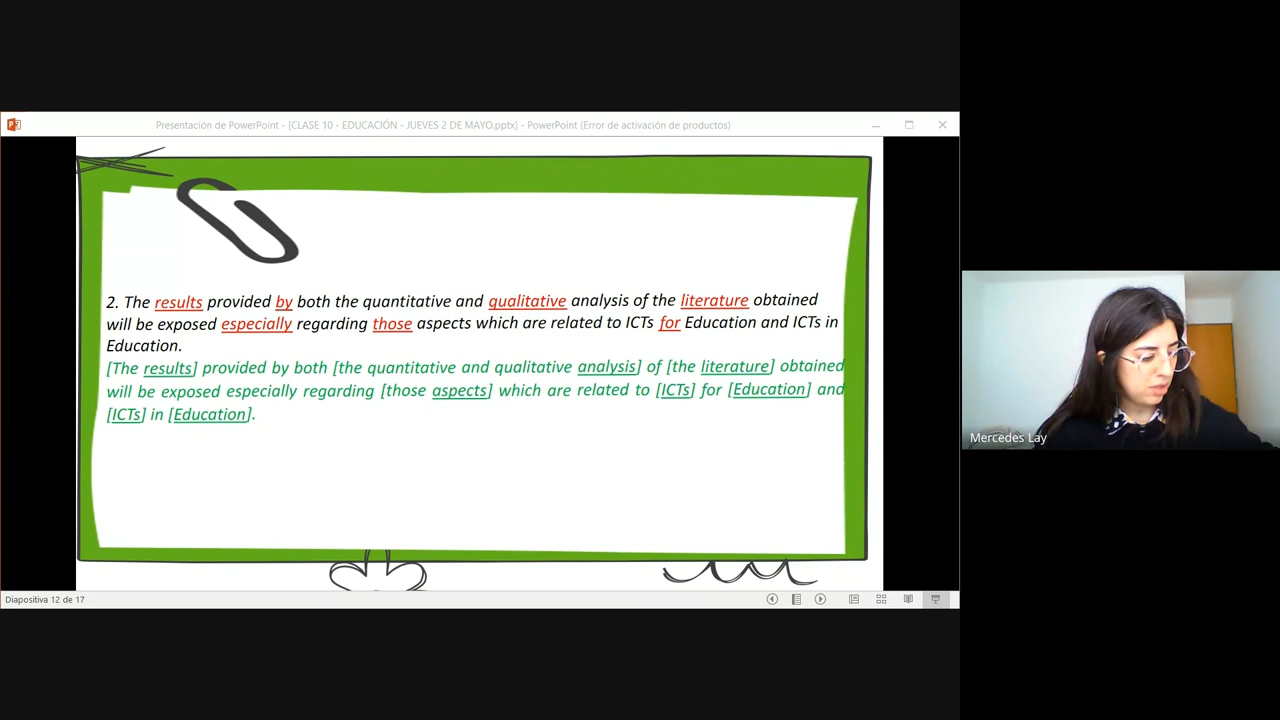 Presentación de PowerPoint - [CLASE 10 - EDUCACIÓN - JUEVES 2 DE MAYO.pptx] - PowerPoint (Error de activación de productos)
2. The results provided by both the quantitative and qualitative analysis of the literature obtained
will be exposed especially regarding those aspects which are related to ICTs for Education and ICTs in
Education.
[The results] provided by both [the quantitative and qualitative analysis] of [the literature] obtained
will be exposed especially regarding [those aspects] which are related to [ICTs] for [Education] and
[ICTs] in [Education].
Mercedes Lay
Diapositiva 12 de 17